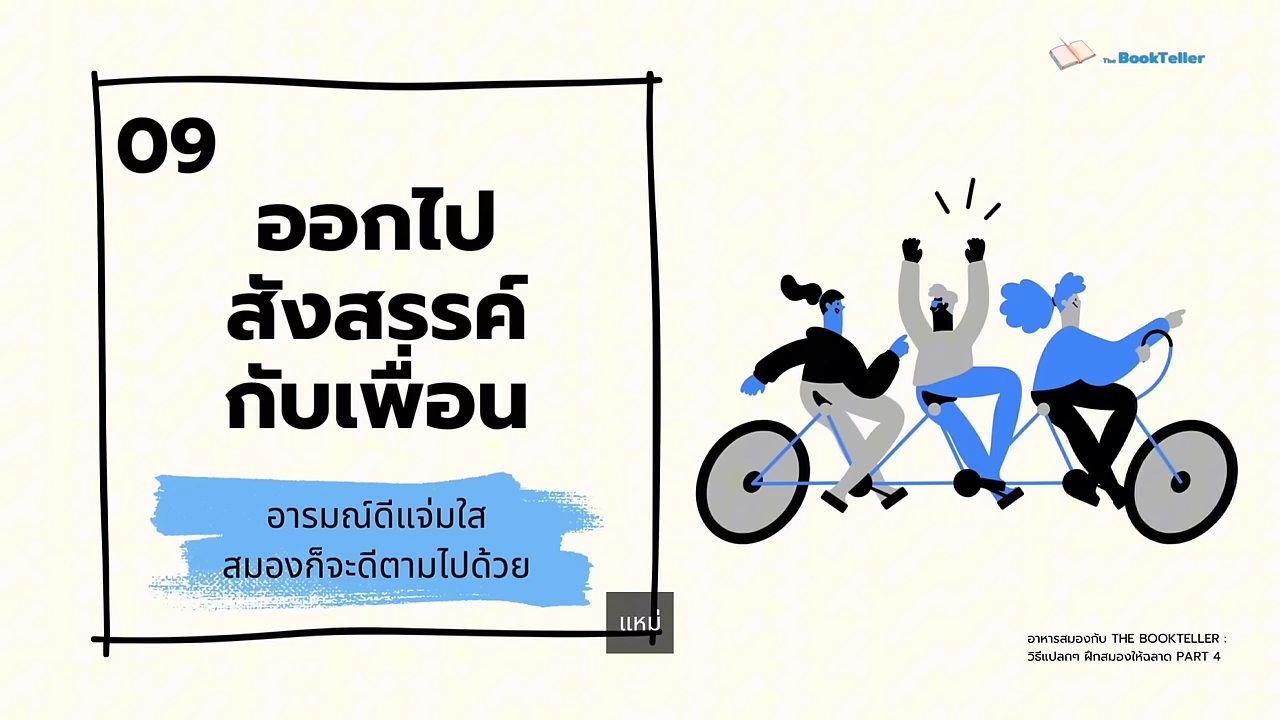 The BookTeller
09
ออกไป
สังสรรค์
กับเพื่อน
อารมณ์ดีแจ่มใส
สมองก็จะดีตามไปด้วย
แหม่
อาหารสมองกับ THE BOOKTELLER :
วิธีแปลกๆ ฝึกสมองให้ฉลาด PART 4